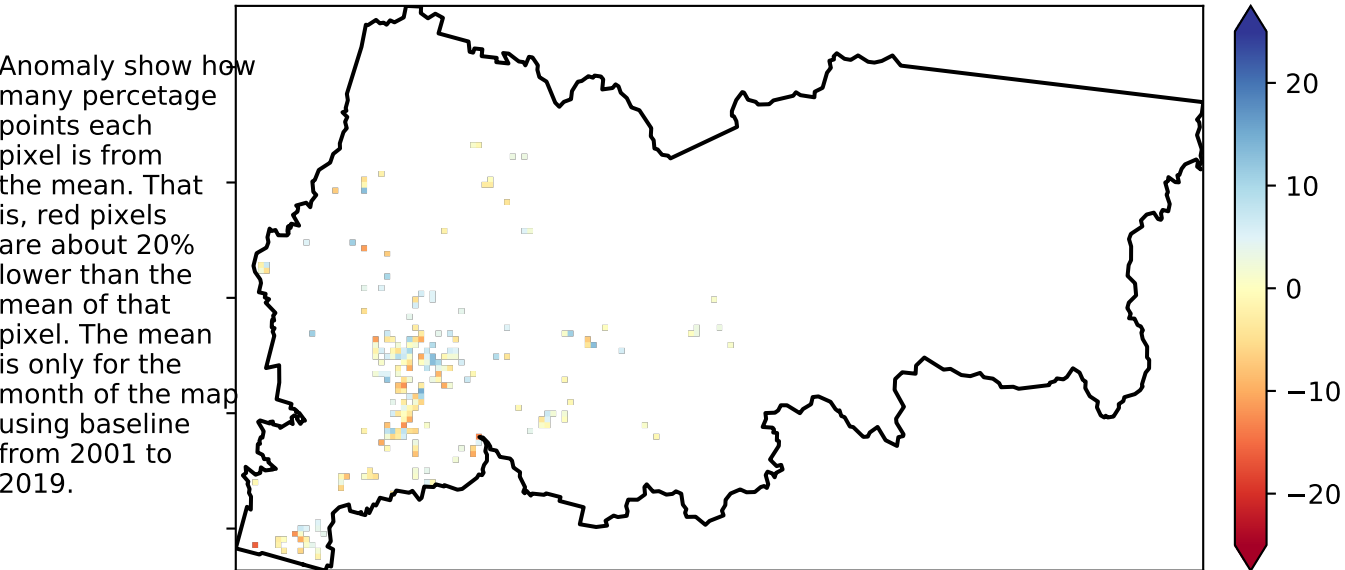 Anomaly show how
many percetage
points each
pixel is from
the mean. That
is, red pixels
are about 20%
lower than the
mean of that
pixel. The mean
is only for the
month of the map
using baseline
from 2001 to
2019.
20
10
0
−10
−20